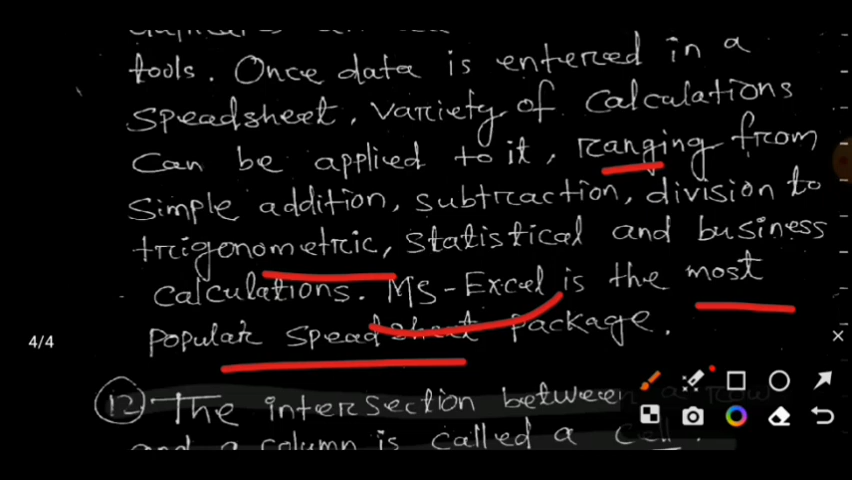 tools. Once data is entered in a
Spreadsheet, variety of calculations
can be applied to it, ranging from
Simple addition, subtraction, division to
trigonometric, statistical and business
calculations. MS-Excel is the most
popular spreadsheet package.
4/4
12 The intersection between a row
and a column is called a cell.